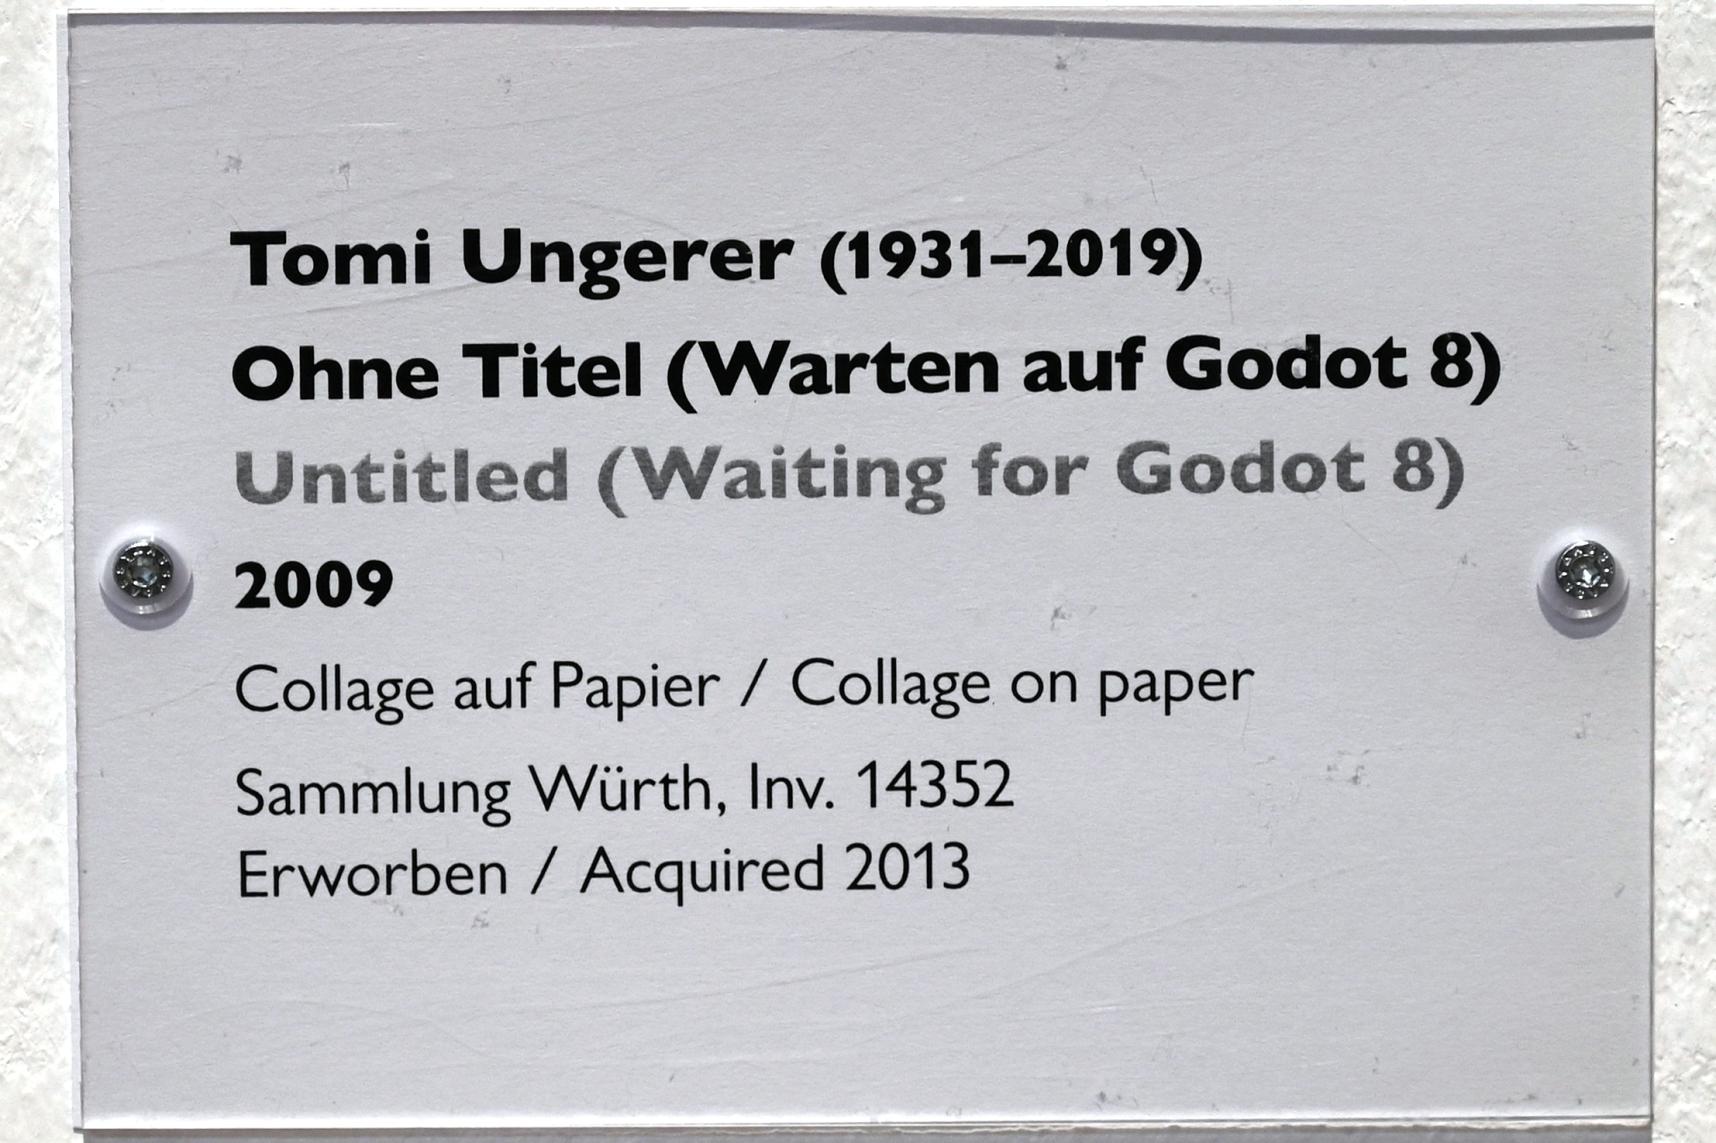 Tomi Ungerer (1931–2019)
Ohne Titel (Warten auf Godot 8)
Untitled (Waiting for Godot 8)
2009
Collage auf Papier / Collage on paper
Sammlung Würth, Inv. 14352
Erworben / Acquired 2013